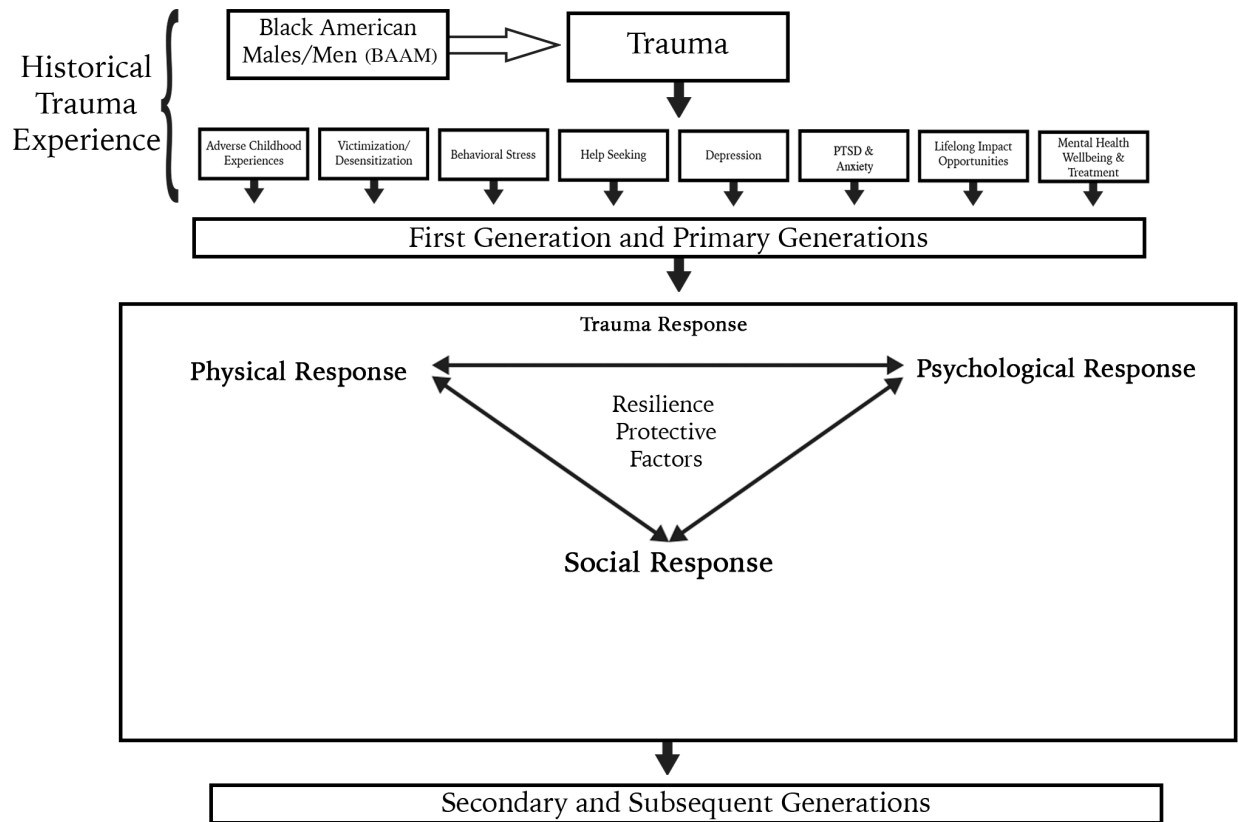 Historical
Trauma
Experience
Black American
Males/Men (BAAM)
Trauma
Adverse Childhood
Experiences
Victimization/
Desensitization
Behavioral Stress
Help Seeking
Depression
PTSD &
Anxiety
Lifelong Impact
Opportunities
Mental Health
Wellbeing &
Treatment
First Generation and Primary Generations
Trauma Response
Physical Response
Psychological Response
Resilience
Protective
Factors
Social Response
Secondary and Subsequent Generations